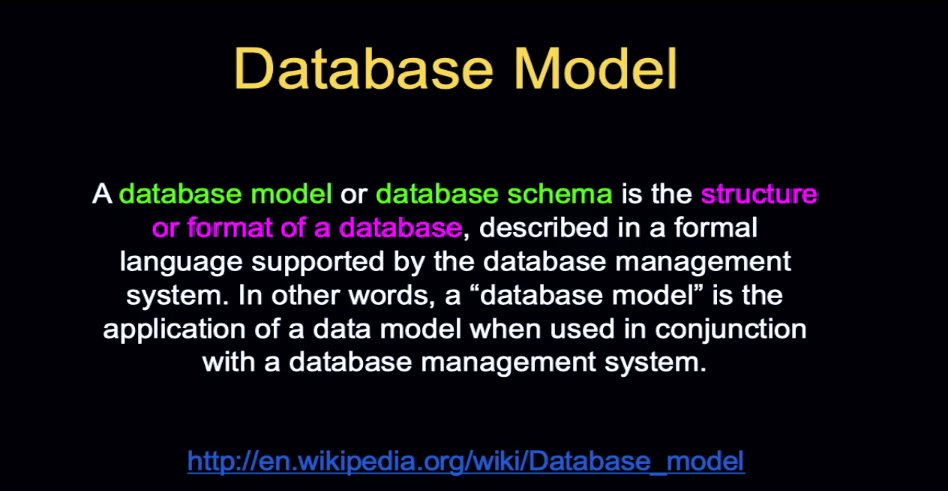 Database Model
A database model or database schema is the structure
or format of a database, described in a formal
language supported by the database management
system. In other words, a “database model” is the
application of a data model when used in conjunction
with a database management system.
http://en.wikipedia.org/wiki/Database_model